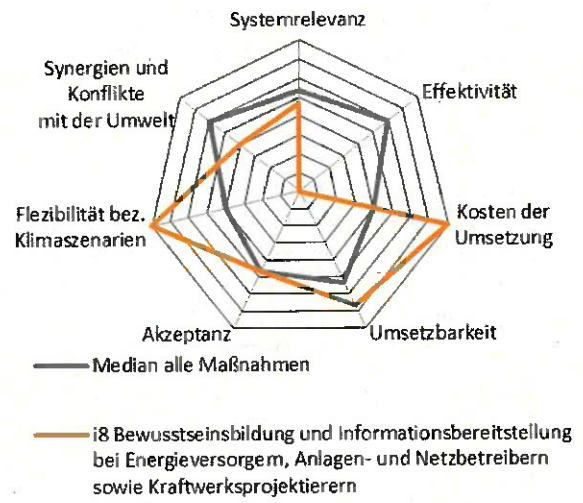 Systemrelevanz
Synergien und
Konflikte
mit der Umwelt
Effektivität
Flezibilität bez.
Klimaszenarien
Kosten der
Umsetzung
Akzeptanz
Umsetzbarkeit
Median alle Maßnahmen
i8 Bewusstseinsbildung und Informationsbereitstellung
bei Energieversorgern, Anlagen- und Netzbetreibern
sowie Kraftwerksprojektierern